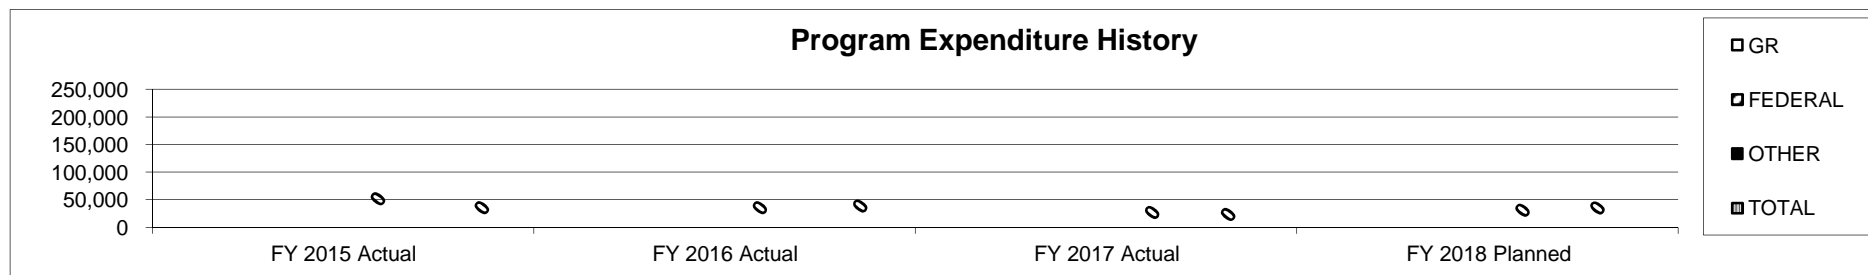 Program Expenditure History
250,000
200,000
150,000
100,000
50,000
0
FY 2015 Actual
FY 2016 Actual
FY 2017 Actual
FY 2018 Planned
GR
FEDERAL
OTHER
TOTAL